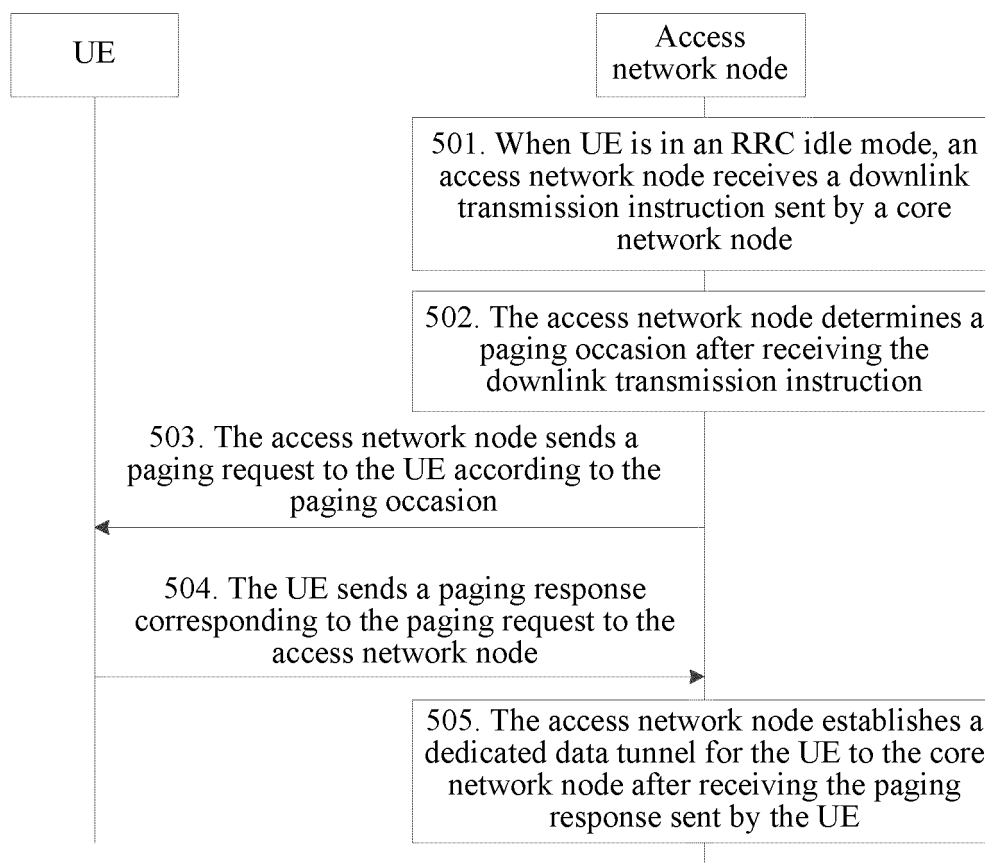 UE
Access
network node
501. When UE is in an RRC idle mode, an
access network node receives a downlink
transmission instruction sent by a core
network node
502. The access network node determines a
paging occasion after receiving the
downlink transmission instruction
503. The access network node sends a
paging request to the UE according to the
paging occasion
504. The UE sends a paging response
corresponding to the paging request to the
access network node
505. The access network node establishes a
dedicated data tunnel for the UE to the core
network node after receiving the paging
response sent by the UE